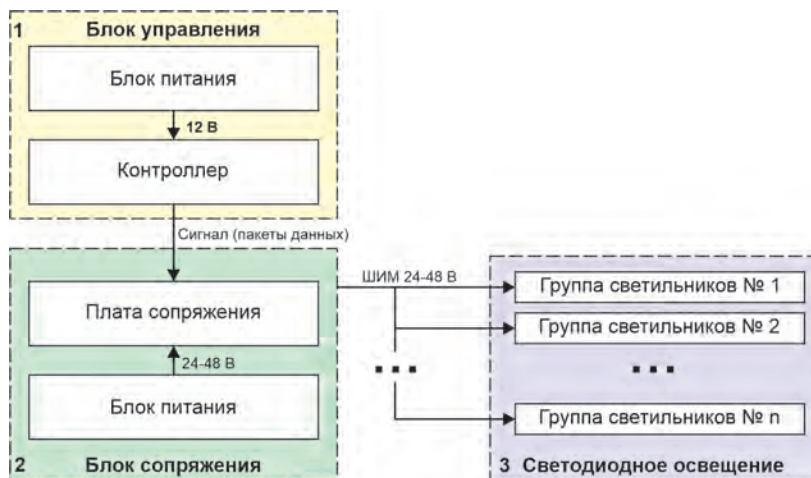 1 Блок управления
Блок питания
12 В
Контроллер
Сигнал (пакеты данных)
Плата сопряжения
24-48 В
Блок питания
2 Блок сопряжения
ШИМ 24-48 В
Группа светильников № 1
Группа светильников № 2
Группа светильников № n
3 Светодиодное освещение